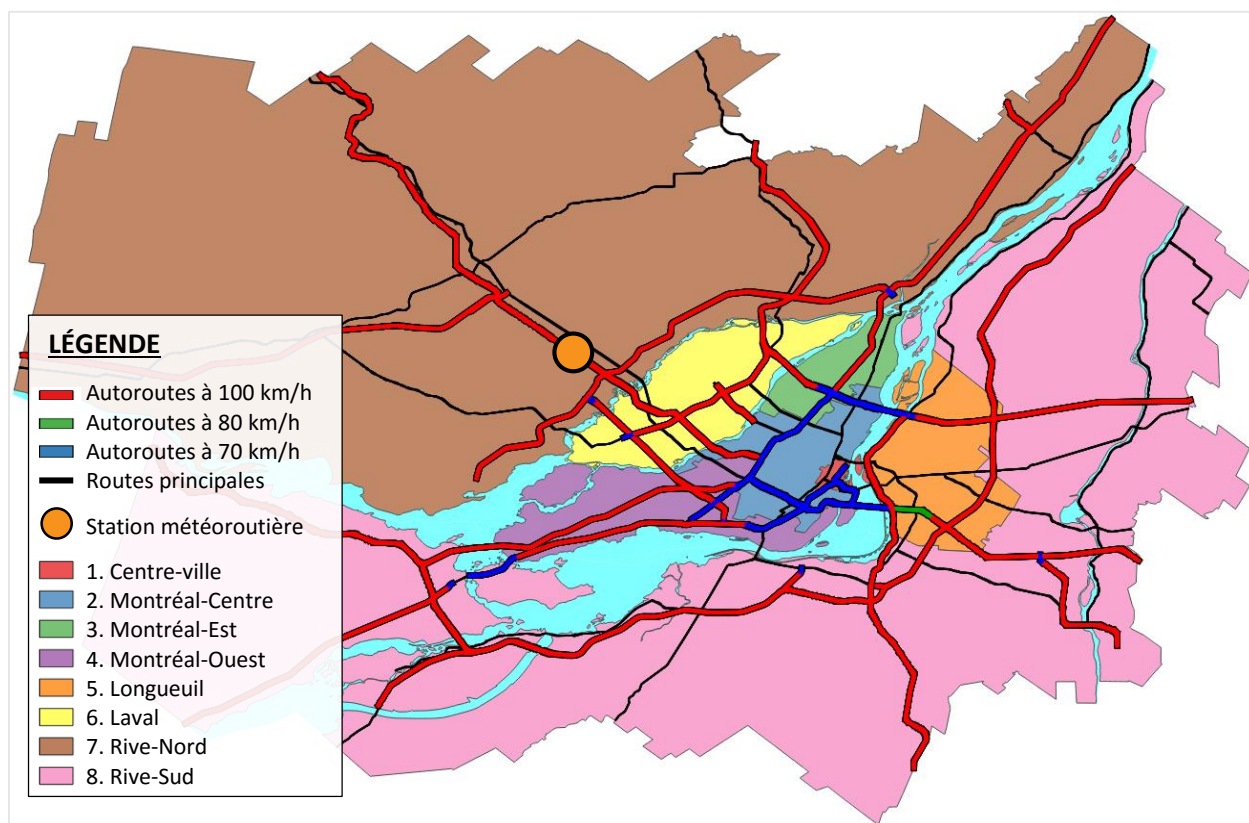 LÉGENDE
Autoroutes à 100 km/h
Autoroutes à 80 km/h
Autoroutes à 70 km/h
Routes principales
Station météoroutière
1. Centre-ville
2. Montréal-Centre
3. Montréal-Est
4. Montréal-Ouest
5. Longueuil
6. Laval
7. Rive-Nord
8. Rive-Sud